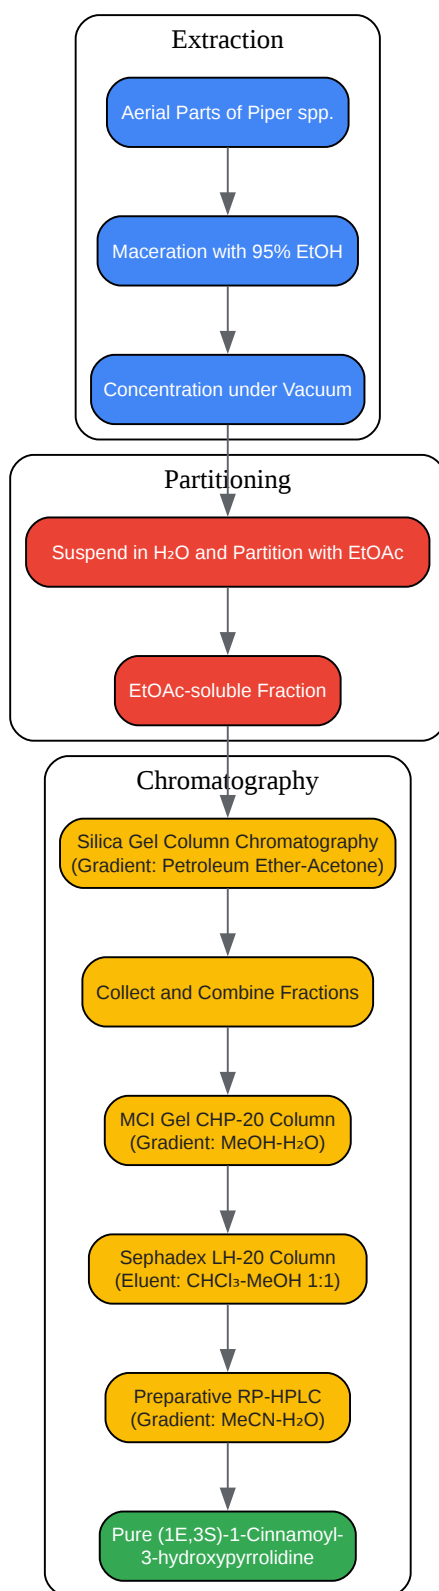 Extraction
Aerial Parts of Piper spp.
Maceration with 95% EtOH
Concentration under Vacuum
Partitioning
Suspend in H₂O and Partition with EtOAc
EtOAc-soluble Fraction
Chromatography
Silica Gel Column Chromatography
(Gradient: Petroleum Ether-Acetone)
Collect and Combine Fractions
MCI Gel CHP-20 Column
(Gradient: MeOH-H₂O)
Sephadex LH-20 Column
(Eluent: CHCl₃-MeOH 1:1)
Preparative RP-HPLC
(Gradient: MeCN-H₂O)
Pure (1E,3S)-1-Cinnamoyl-
3-hydroxypyrrolidine